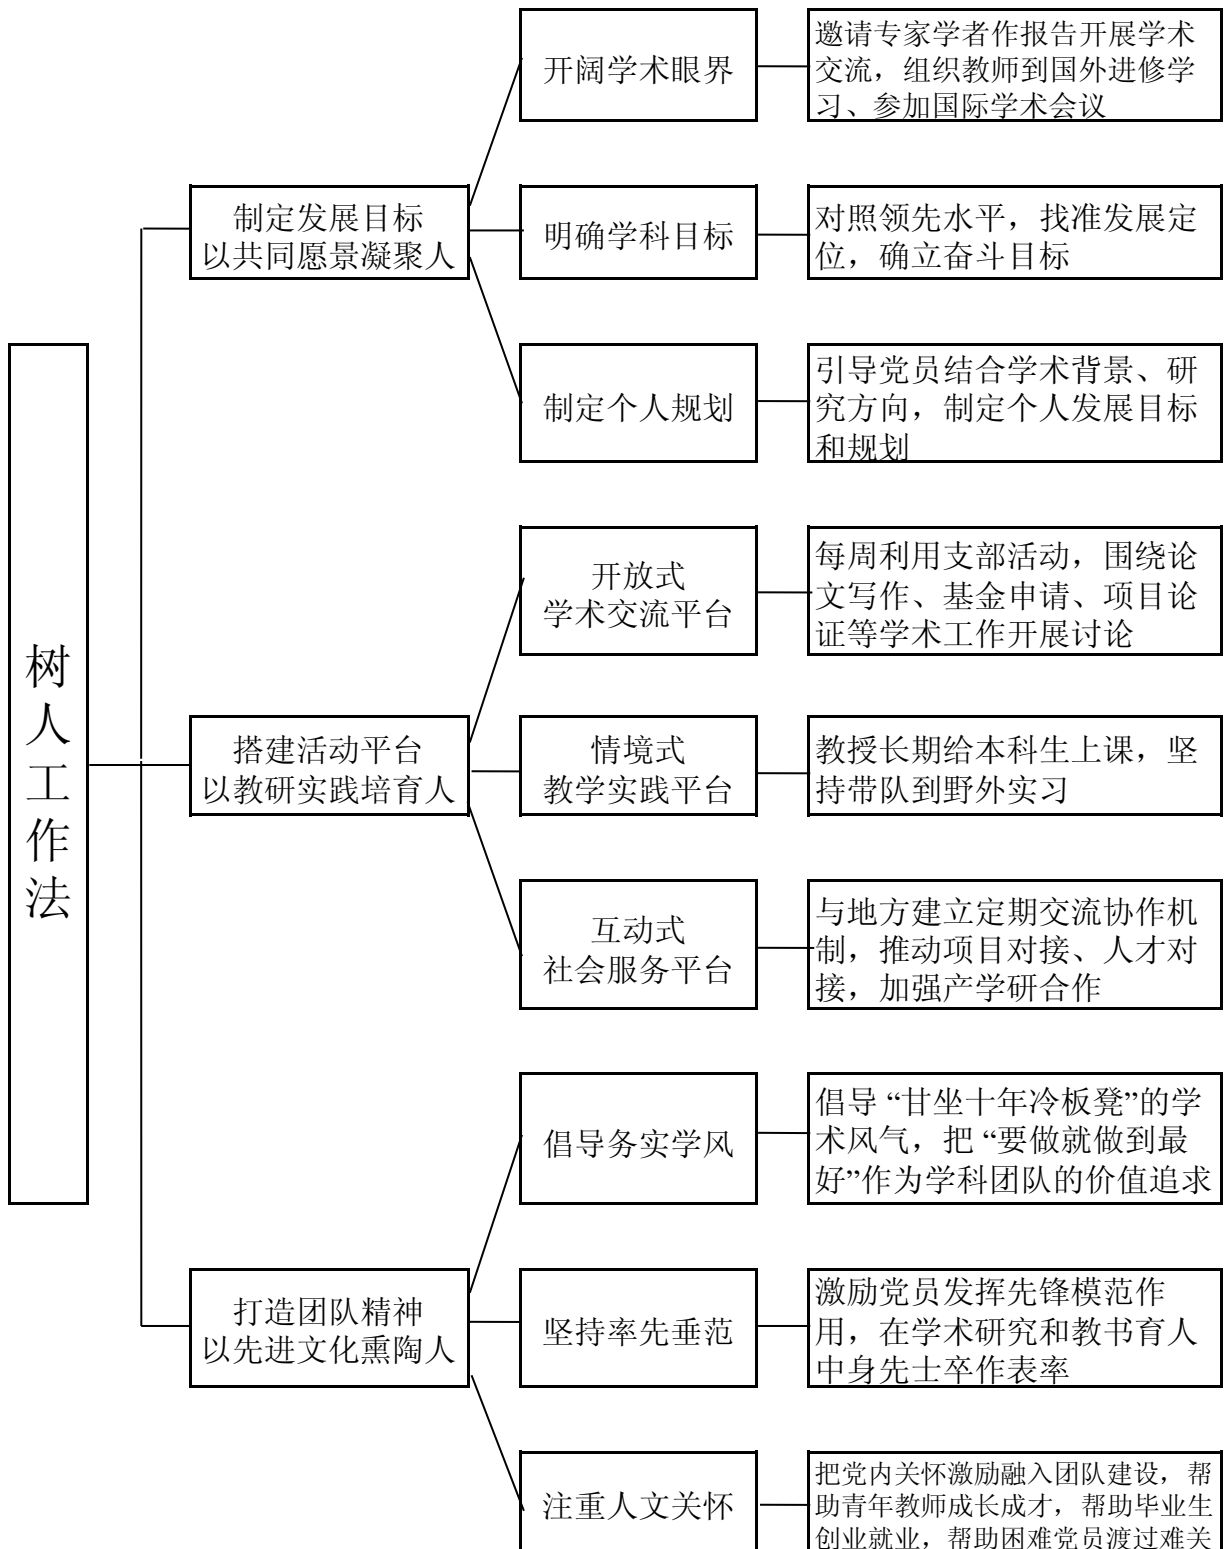 树
人
工
作
法
制定发展目标
以共同愿景凝聚人
开阔学术眼界
邀请专家学者作报告开展学术
交流，组织教师到国外进修学
习、参加国际学术会议
明确学科目标
对照领先水平，找准发展定
位，确立奋斗目标
制定个人规划
引导党员结合学术背景、研
究方向，制定个人发展目标
和规划
搭建活动平台
以教研实践培育人
开放式
学术交流平台
每周利用支部活动，围绕论
文写作、基金申请、项目论
证等学术工作开展讨论
情境式
教学实践平台
教授长期给本科生上课，坚
持带队到野外实习
互动式
社会服务平台
与地方建立定期交流协作机
制，推动项目对接、人才对
接，加强产学研合作
打造团队精神
以先进文化熏陶人
倡导务实学风
倡导 “甘坐十年冷板凳”的学
术风气，把 “要做就做到最
好”作为学科团队的价值追求
坚持率先垂范
激励党员发挥先锋模范作
用，在学术研究和教书育人
中身先士卒作表率
注重人文关怀
把党内关怀激励融入团队建设，帮
助青年教师成长成才，帮助毕业生
创业就业，帮助困难党员渡过难关